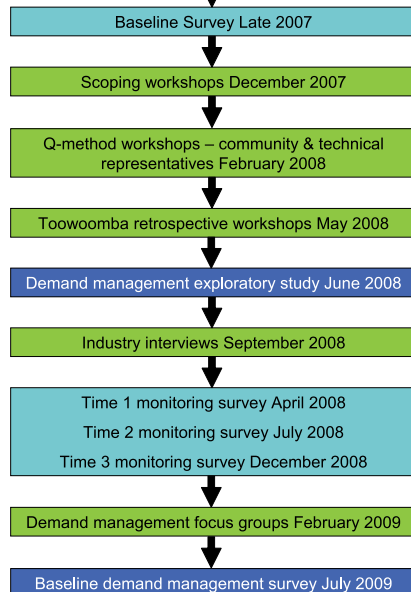 Baseline Survey Late 2007
Scoping workshops December 2007
Q-method workshops – community & technical
representatives February 2008
Toowoomba retrospective workshops May 2008
Demand management exploratory study June 2008
Industry interviews September 2008
Time 1 monitoring survey April 2008
Time 2 monitoring survey July 2008
Time 3 monitoring survey December 2008
Demand management focus groups February 2009
Baseline demand management survey July 2009